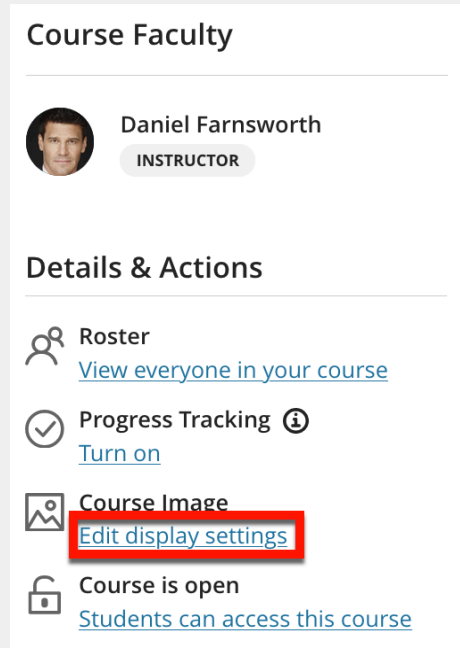 Course Faculty
Daniel Farnsworth
INSTRUCTOR
Details & Actions
Roster
View everyone in your course
Progress Tracking
Turn on
Course Image
Edit display settings
Course is open
Students can access this course